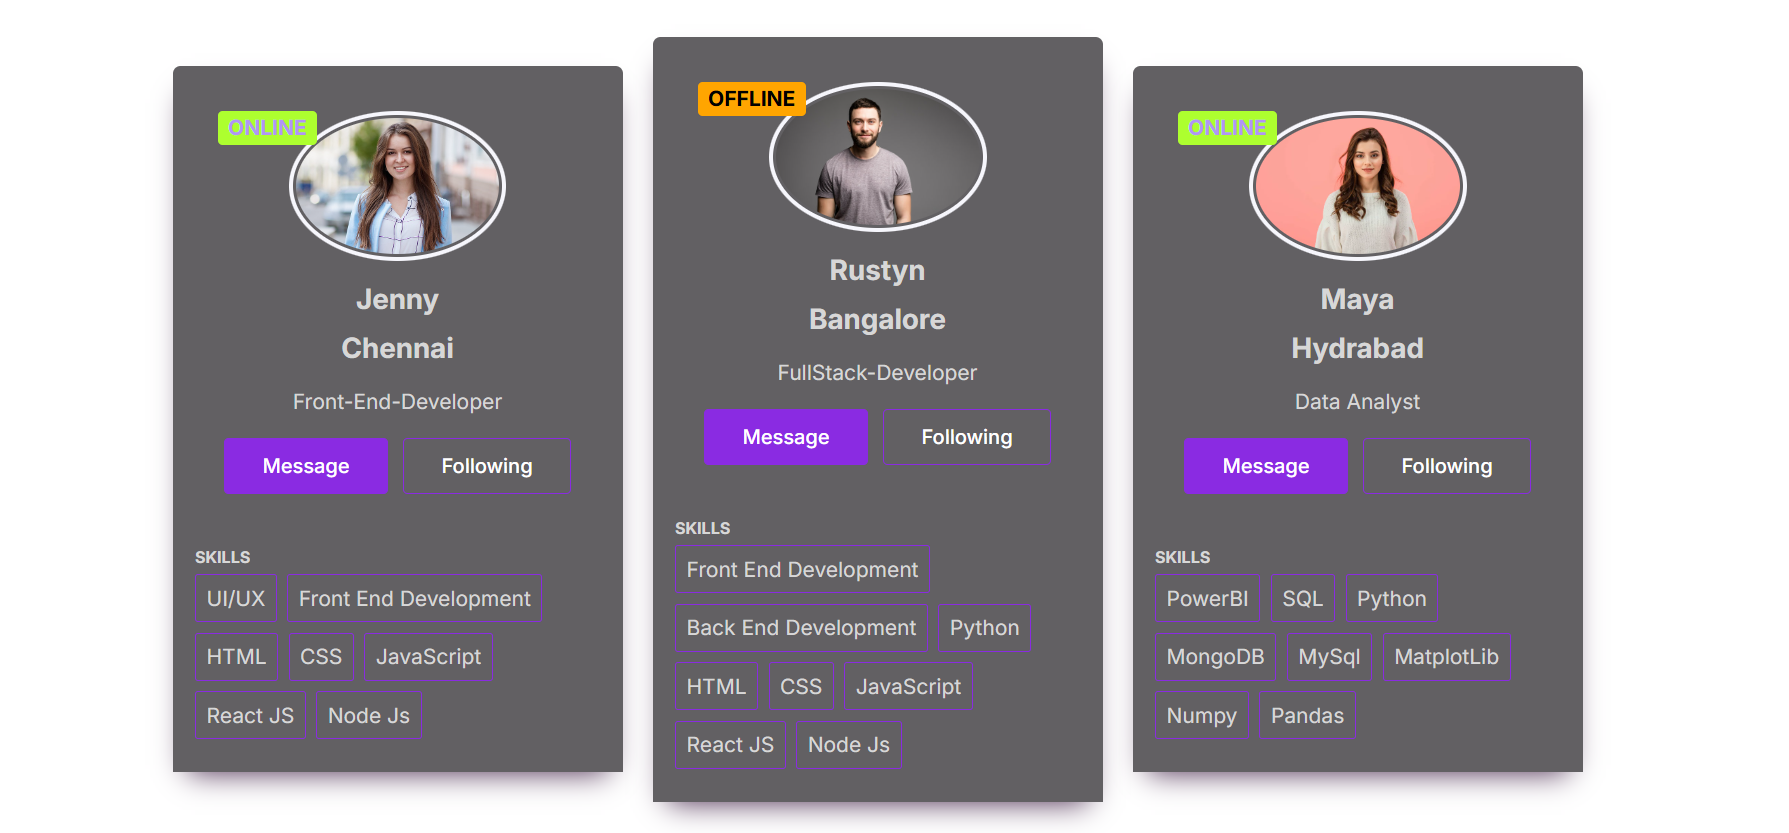 ONLINE
Jenny
Chennai
Front-End-Developer
Message Following
SKILLS
UI/UX Front End Development
HTML CSS JavaScript
React JS Node Js
OFFLINE
Rustyn
Bangalore
FullStack-Developer
Message Following
SKILLS
Front End Development
Back End Development Python
HTML CSS JavaScript
React JS Node Js
ONLINE
Maya
Hydrabad
Data Analyst
Message Following
SKILLS
PowerBI SQL Python
MongoDB MySql MatplotLib
Numpy Pandas